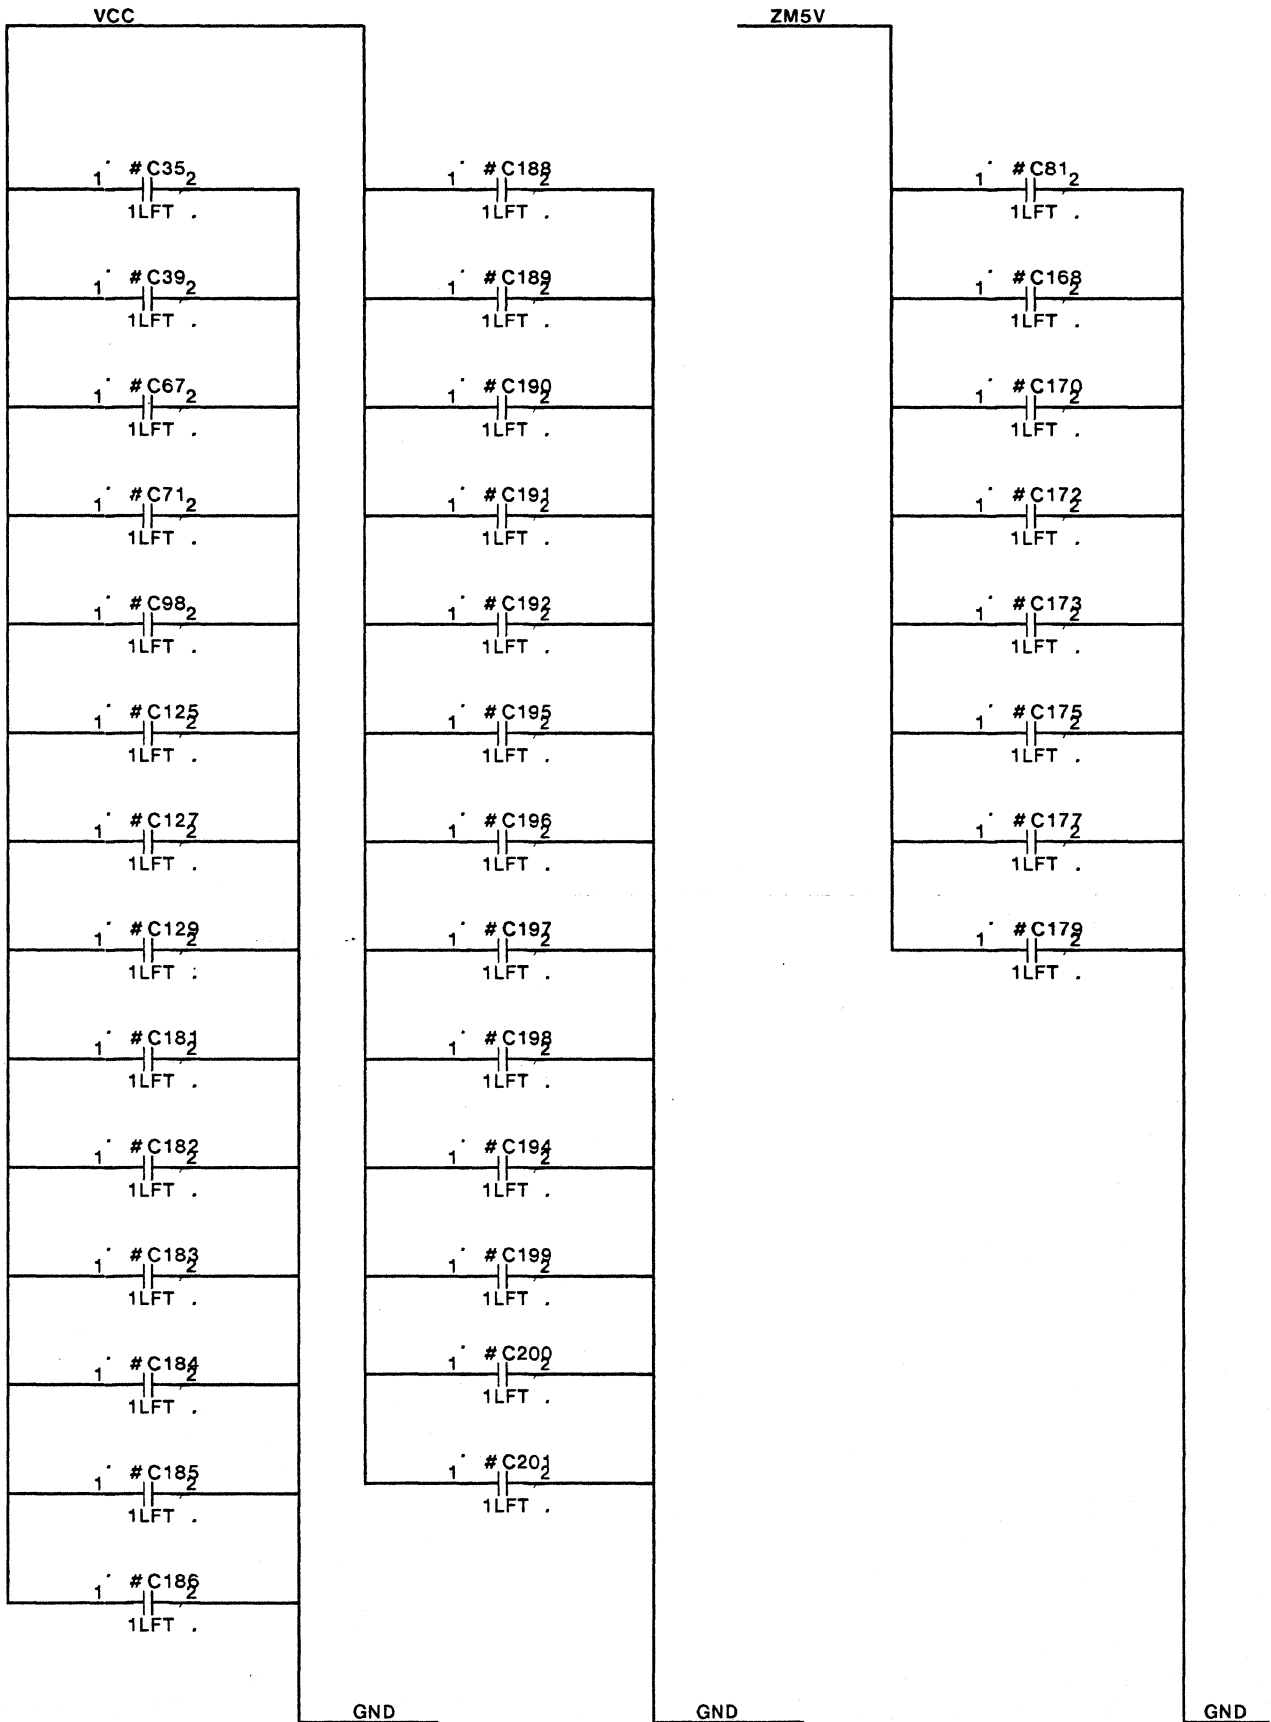 VCC
ZM5V
1 #C35 2
1LFT .
1 #C39 2
1LFT .
1 #C67 2
1LFT .
1 #C71 2
1LFT .
1 #C98 2
1LFT .
1 #C125 2
1LFT .
1 #C127 2
1LFT .
1 #C129 2
1LFT .
1 #C181 2
1LFT .
1 #C182 2
1LFT .
1 #C183 2
1LFT .
1 #C184 2
1LFT .
1 #C185 2
1LFT .
1 #C186 2
1LFT .
GND
1 #C188 2
1LFT .
1 #C189 2
1LFT .
1 #C190 2
1LFT .
1 #C191 2
1LFT .
1 #C192 2
1LFT .
1 #C195 2
1LFT .
1 #C196 2
1LFT .
1 #C197 2
1LFT .
1 #C198 2
1LFT .
1 #C194 2
1LFT .
1 #C199 2
1LFT .
1 #C200 2
1LFT .
1 #C201 2
1LFT .
GND
1 #C81 2
1LFT .
1 #C168 2
1LFT .
1 #C170 2
1LFT .
1 #C172 2
1LFT .
1 #C173 2
1LFT .
1 #C175 2
1LFT .
1 #C177 2
1LFT .
1 #C179 2
1LFT .
GND